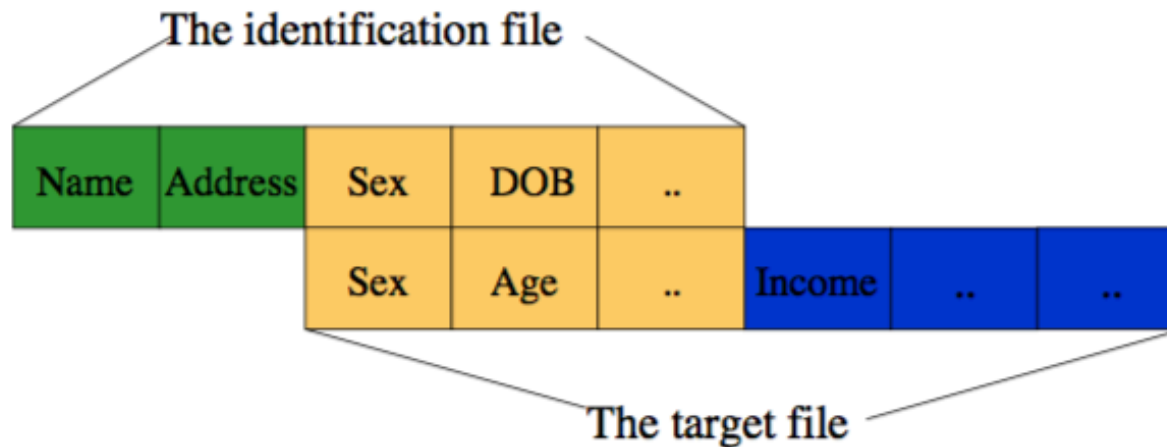 The identification file
Name Address Sex DOB ..
Sex Age .. Income .. ..
The target file